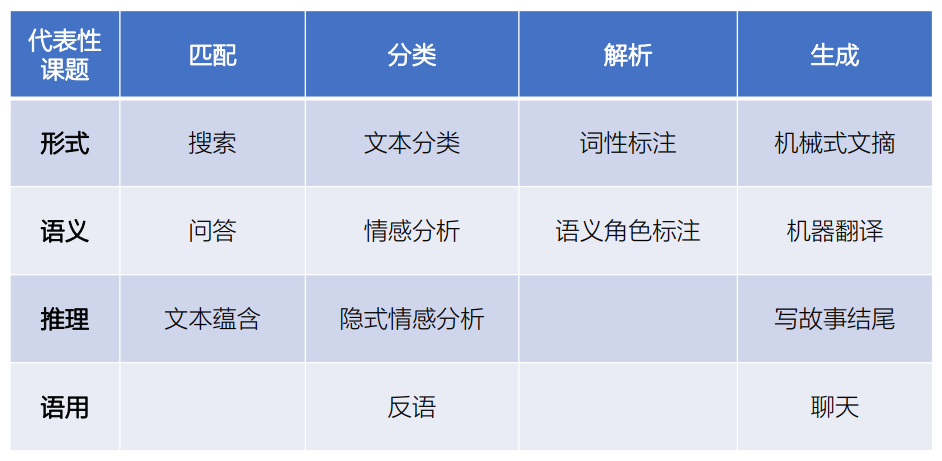 代表性
课题
匹配
分类
解析
生成
形式
搜索
文本分类
词性标注
机械式文摘
语义
问答
情感分析
语义角色标注
机器翻译
推理
文本蕴含
隐式情感分析
写故事结尾
语用
反语
聊天